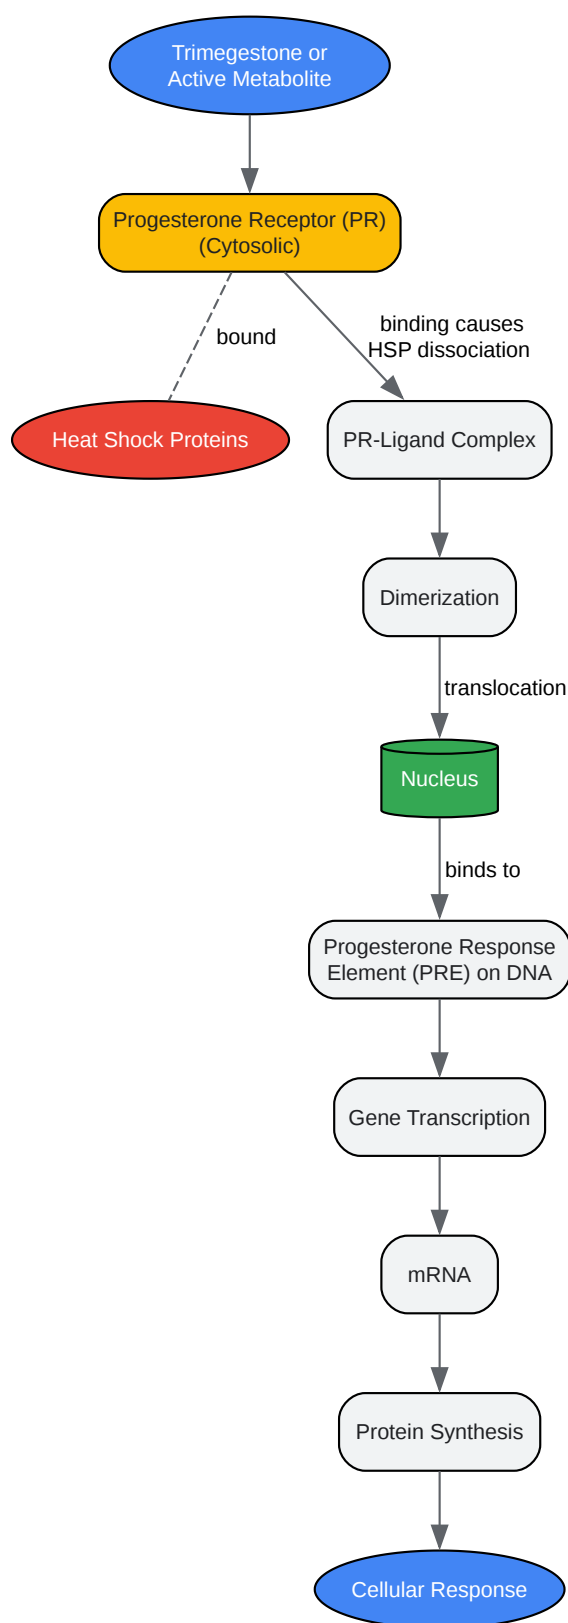 Trimegestone or
Active Metabolite
Progesterone Receptor (PR)
(Cytosolic)
bound
binding causes
HSP dissociation
Heat Shock Proteins
PR-Ligand Complex
Dimerization
translocation
Nucleus
binds to
Progesterone Response
Element (PRE) on DNA
Gene Transcription
mRNA
Protein Synthesis
Cellular Response